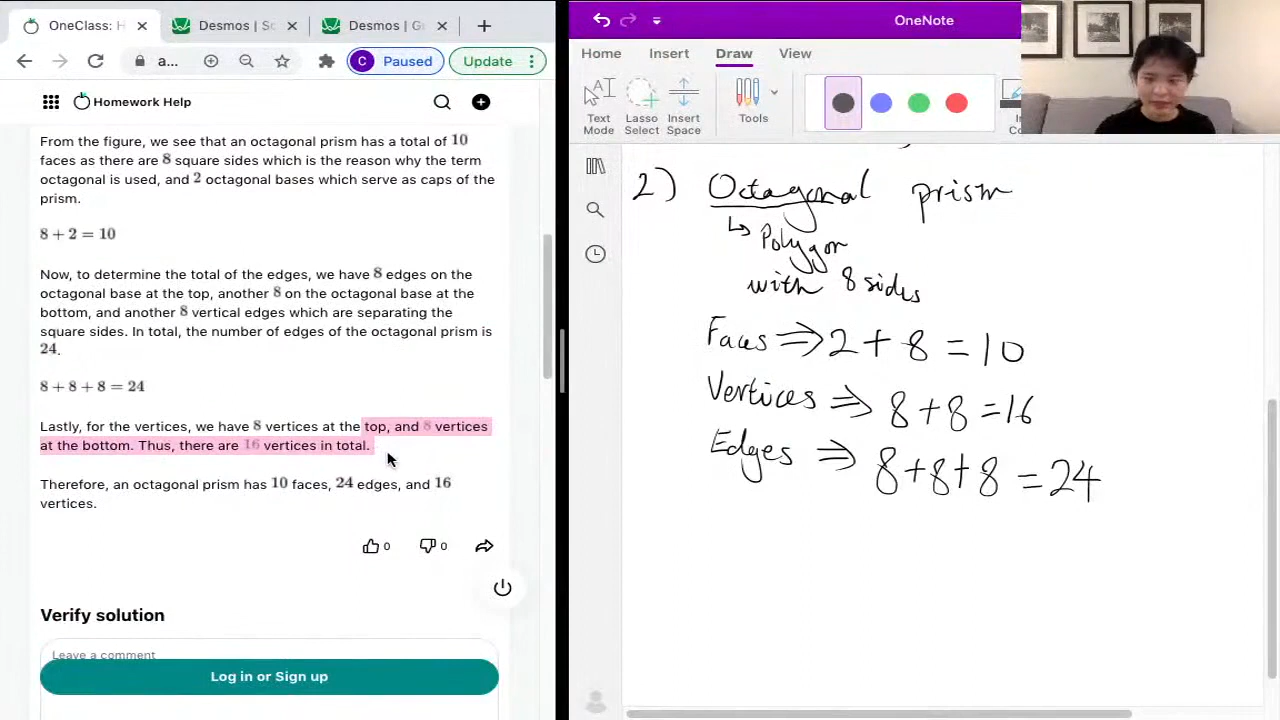 OneClass: H
Desmos | Sc
Desmos | Gr
a...
C Paused
Update
Homework Help
From the figure, we see that an octagonal prism has a total of 10
faces as there are 8 square sides which is the reason why the term
octagonal is used, and 2 octagonal bases which serve as caps of the
prism.
8 + 2 = 10
Now, to determine the total of the edges, we have 8 edges on the
octagonal base at the top, another 8 on the octagonal base at the
bottom, and another 8 vertical edges which are separating the
square sides. In total, the number of edges of the octagonal prism is
24.
8 + 8 + 8 = 24
Lastly, for the vertices, we have 8 vertices at the top, and 8 vertices
at the bottom. Thus, there are 16 vertices in total.
Therefore, an octagonal prism has 10 faces, 24 edges, and 16
vertices.
0
0
Verify solution
Leave a comment
Log in or Sign up
OneNote
Home Insert Draw View
Text Mode
Lasso Select
Insert Space
Tools
2) Octagonal prism
↳ Polygon
with 8 sides
Faces ⇒ 2 + 8 = 10
Vertices ⇒ 8 + 8 = 16
Edges ⇒ 8 + 8 + 8 = 24